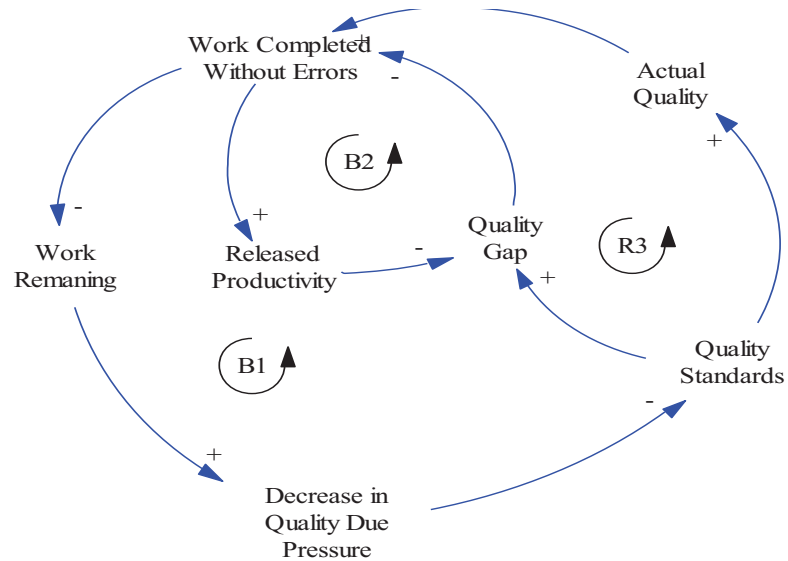 Work Completed
Without Errors
+
-
Actual
Quality
+
B2
-
+
Work
Remaning
Released
Productivity
-
Quality
Gap
R3
+
B1
Quality
Standards
-
+
Decrease in
Quality Due
Pressure